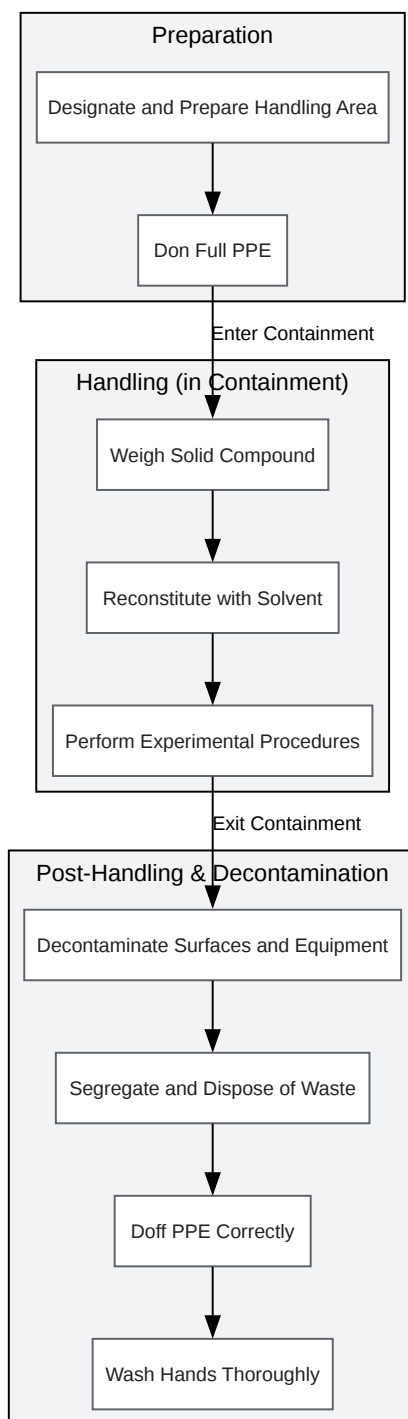 Preparation
Designate and Prepare Handling Area
Don Full PPE
Enter Containment
Handling (in Containment)
Weigh Solid Compound
Reconstitute with Solvent
Perform Experimental Procedures
Exit Containment
Post-Handling & Decontamination
Decontaminate Surfaces and Equipment
Segregate and Dispose of Waste
Doff PPE Correctly
Wash Hands Thoroughly